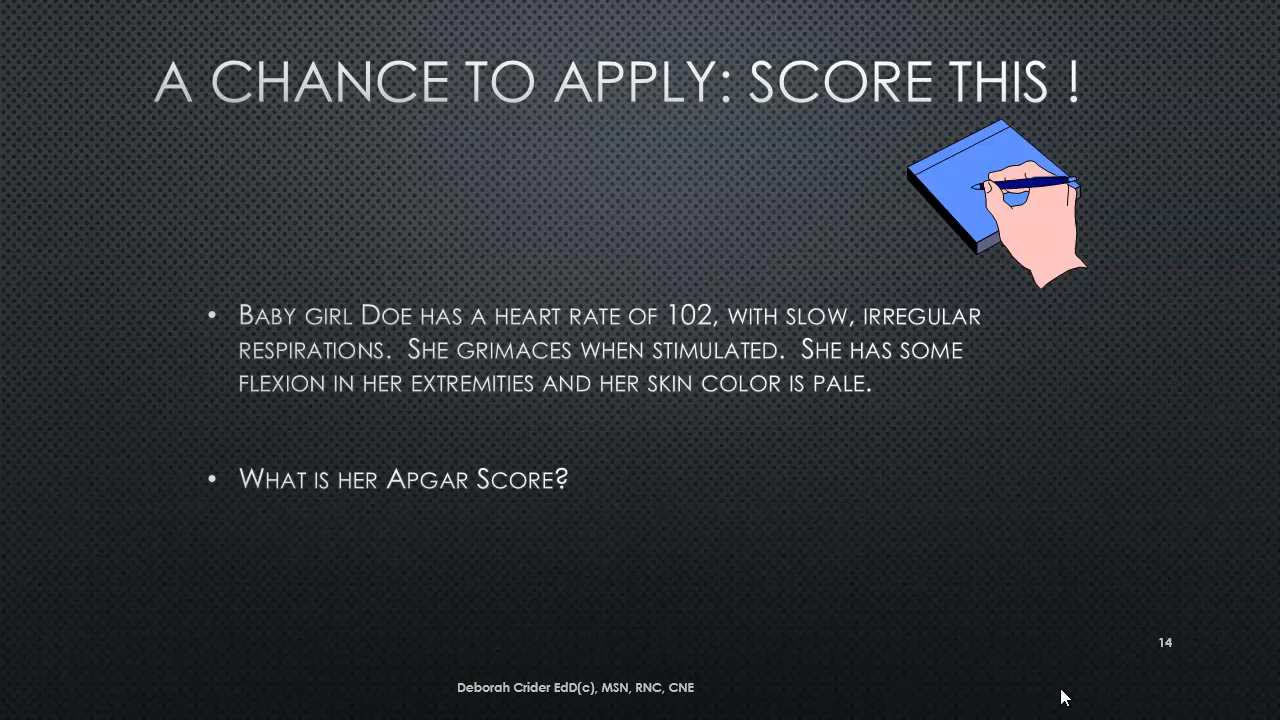 A CHANCE TO APPLY: SCORE THIS !
• BABY GIRL DOE HAS A HEART RATE OF 102, WITH SLOW, IRREGULAR
RESPIRATIONS.  SHE GRIMACES WHEN STIMULATED.  SHE HAS SOME
FLEXION IN HER EXTREMITIES AND HER SKIN COLOR IS PALE.
• WHAT IS HER APGAR SCORE?
14
Deborah Crider EdD(c), MSN, RNC, CNE